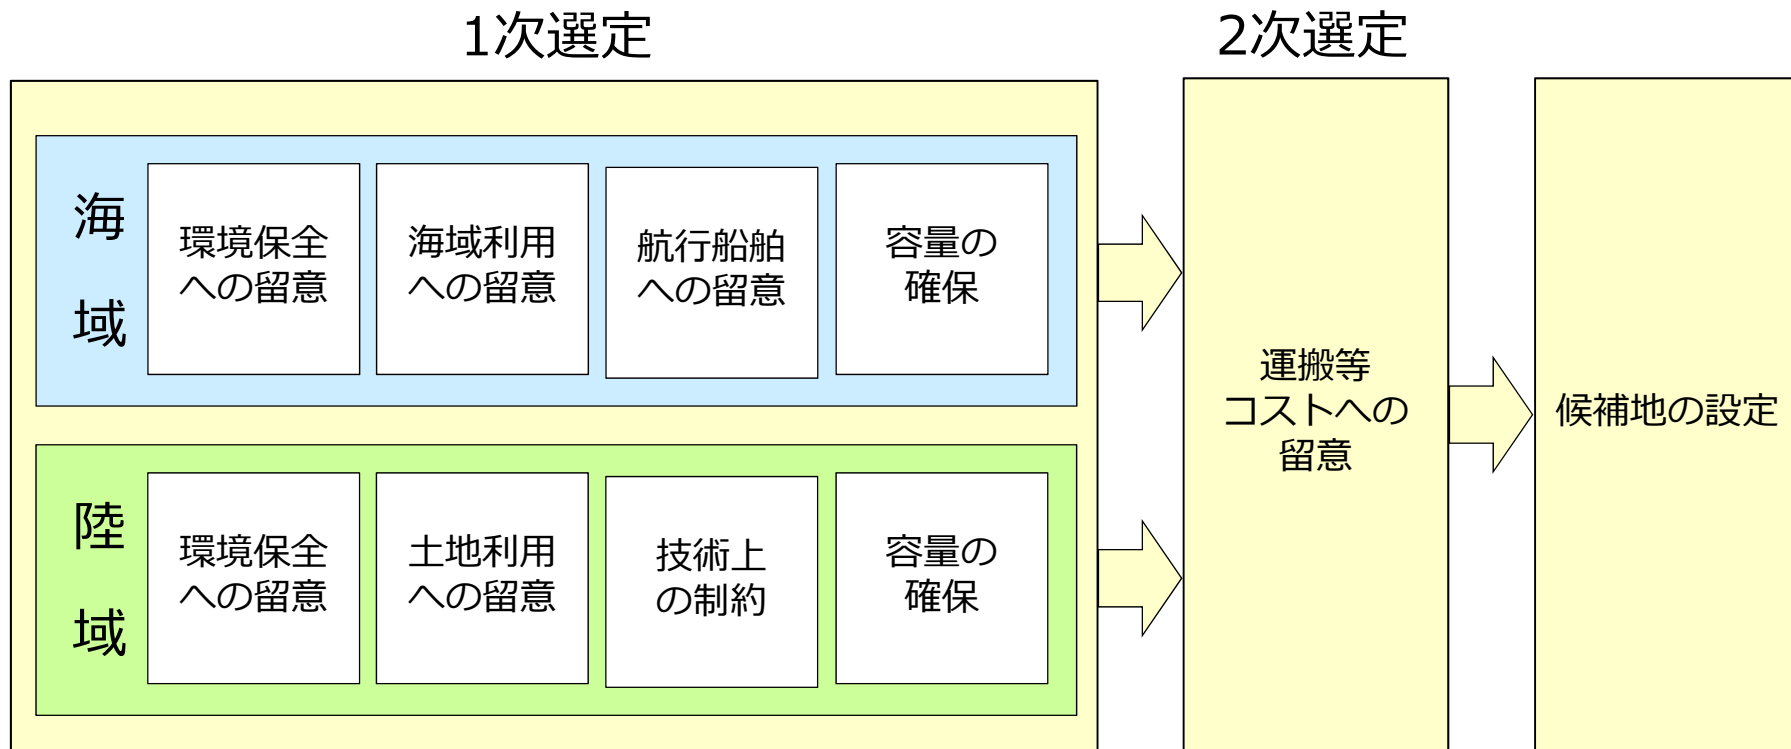 1次選定
2次選定
海域
環境保全
への留意
海域利用
への留意
航行船舶
への留意
容量の
確保
陸域
環境保全
への留意
土地利用
への留意
技術上
の制約
容量の
確保
運搬等
コストへの
留意
候補地の設定